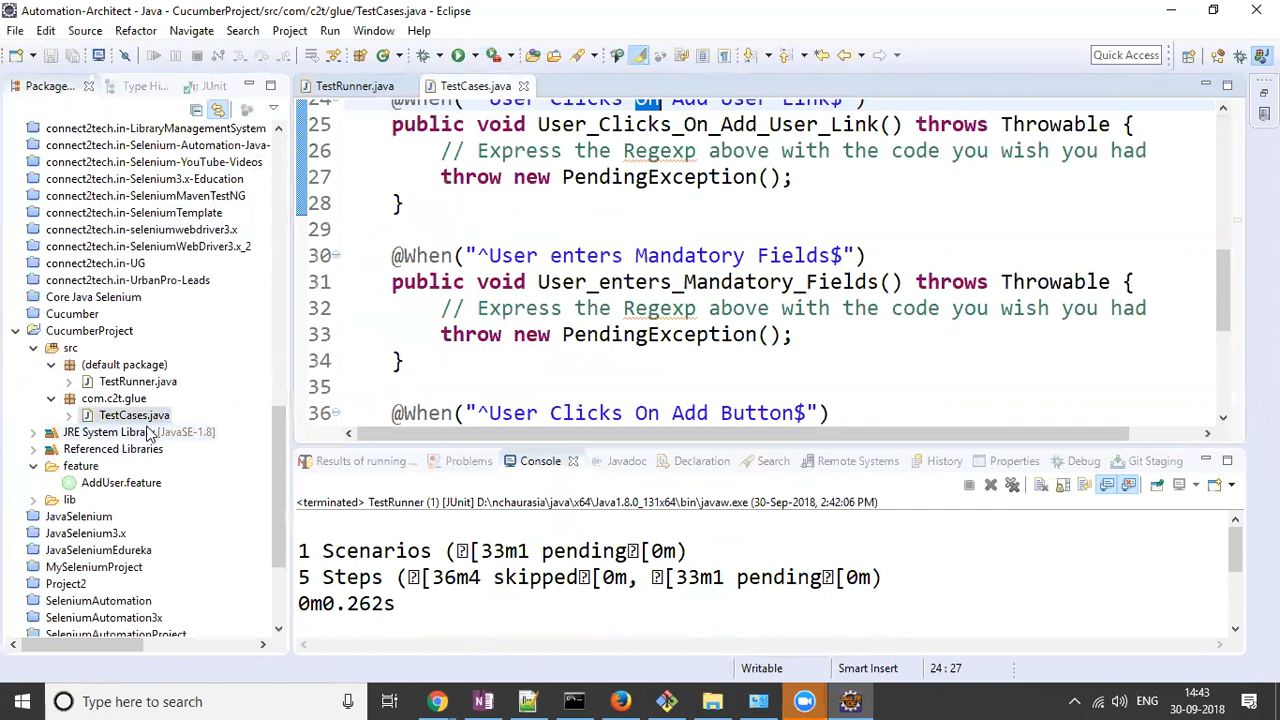 Automation-Architect - Java - CucumberProject/src/com/c2t/glue/TestCases.java - Eclipse
File Edit Source Refactor Navigate Search Project Run Window Help
Quick Access
Package... Type Hi... JUnit
TestRunner.java TestCases.java
connect2tech.in-LibraryManagementSystem
connect2tech.in-Selenium-Automation-Java-
connect2tech.in-Selenium-YouTube-Videos
connect2tech.in-Selenium3.x-Education
connect2tech.in-SeleniumMavenTestNG
connect2tech.in-SeleniumTemplate
connect2tech.in-seleniumwebdriver3.x
connect2tech.in-SeleniumWebDriver3.x_2
connect2tech.in-UG
connect2tech.in-UrbanPro-Leads
Core Java Selenium
Cucumber
CucumberProject
src
(default package)
TestRunner.java
com.c2t.glue
TestCases.java
JRE System Librar [JavaSE-1.8]
Referenced Libraries
feature
AddUser.feature
lib
JavaSelenium
JavaSelenium3.x
JavaSeleniumEdureka
MySeleniumProject
Project2
SeleniumAutomation
SeleniumAutomation3x
SeleniumAutomationProject
24 @When("^User Clicks On Add User Link$")
25 public void User_Clicks_On_Add_User_Link() throws Throwable {
26 // Express the Regexp above with the code you wish you had
27 throw new PendingException();
28 }
29
30 @When("^User enters Mandatory Fields$")
31 public void User_enters_Mandatory_Fields() throws Throwable {
32 // Express the Regexp above with the code you wish you had
33 throw new PendingException();
34 }
35
36 @When("^User Clicks On Add Button$")
Results of running ... Problems Console Javadoc Declaration Search Remote Systems History Properties Debug Git Staging
<terminated> TestRunner (1) [JUnit] D:\nchaurasia\java\x64\Java1.8.0_131x64\bin\javaw.exe (30-Sep-2018, 2:42:06 PM)
1 Scenarios ([33m1 pending[0m)
5 Steps ([36m4 skipped[0m, [33m1 pending[0m)
0m0.262s
Writable Smart Insert 24 : 27
Type here to search
ENG
14:43
30-09-2018